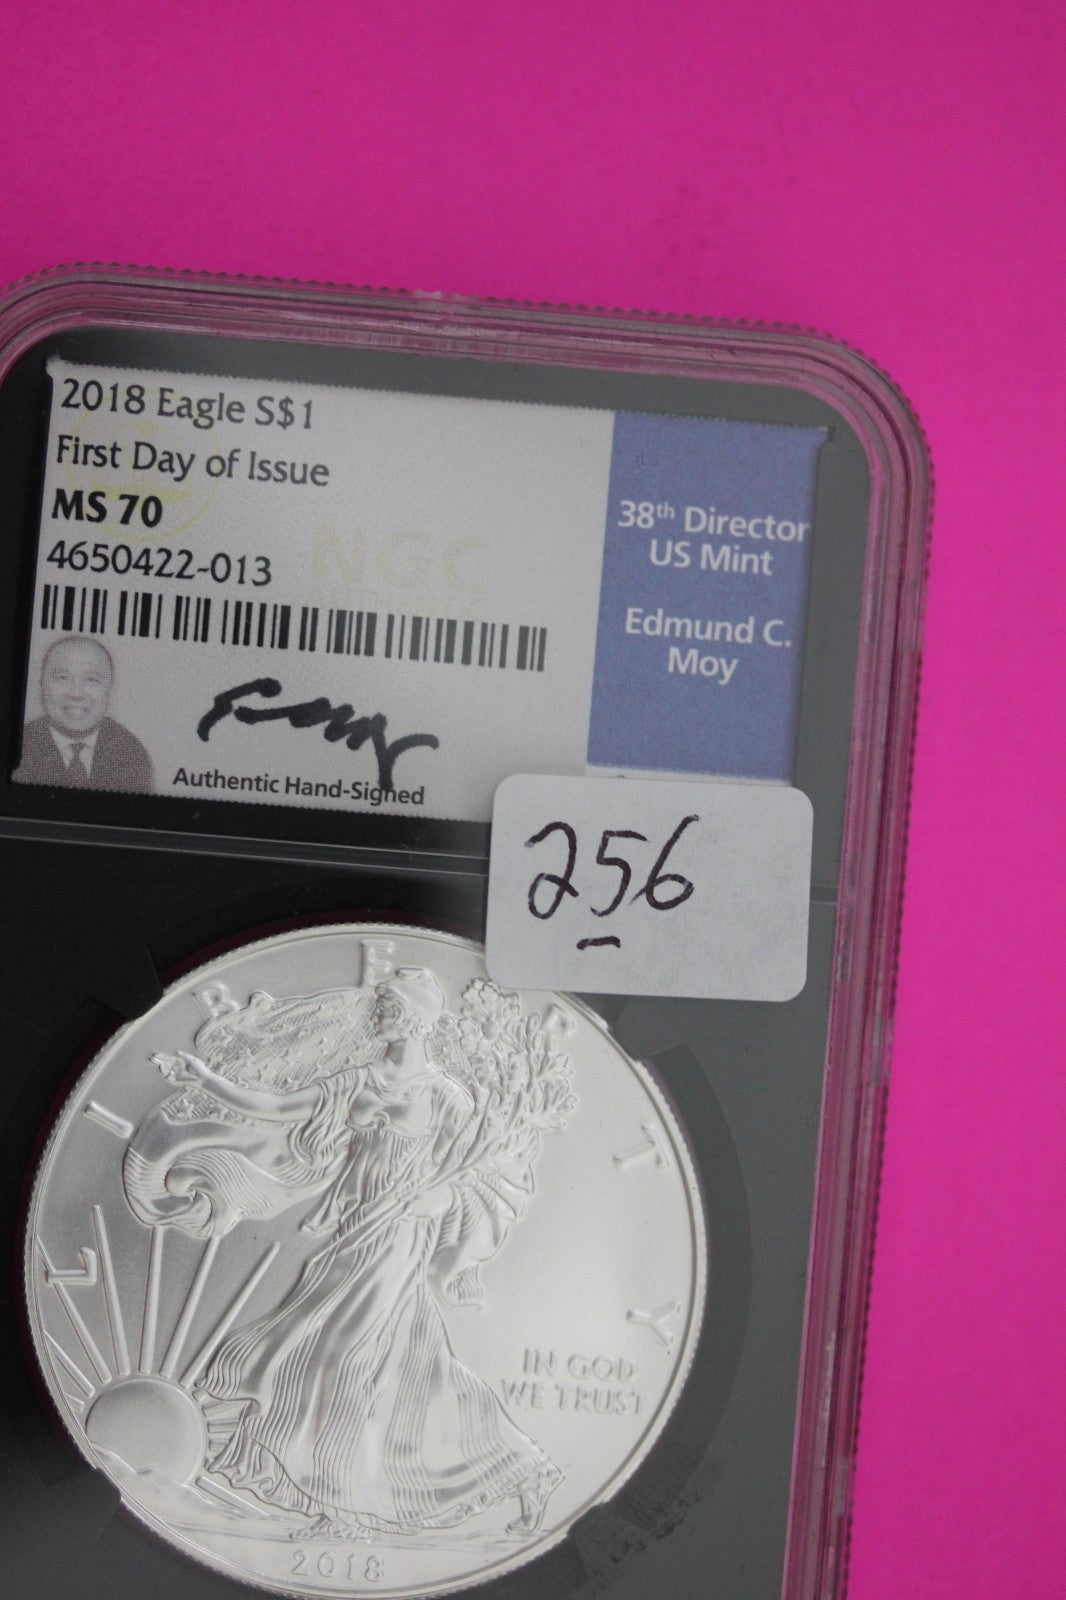 2018 Eagle S$1
First Day of Issue
MS 70
4650422-013
NGC
Authentic Hand-Signed
38th Director
US Mint
Edmund C.
Moy
256
LIBERTY
IN GOD
WE TRUST
2018